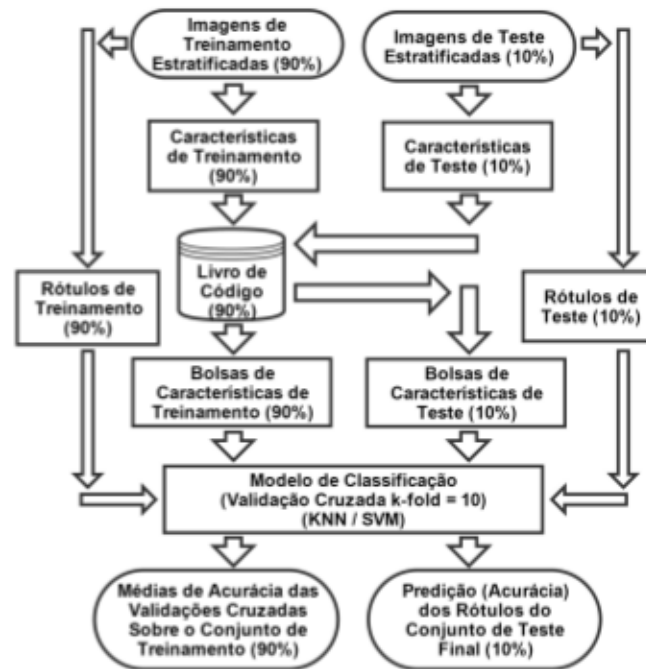 Imagens de
Treinamento
Estratificadas (90%)
Imagens de Teste
Estratificadas (10%)
Características
de Treinamento
(90%)
Características
de Teste (10%)
Livro de
Código
(90%)
Rótulos de
Treinamento
(90%)
Rótulos de
Teste (10%)
Bolsas de
Características de
Treinamento (90%)
Bolsas de
Características de
Teste (10%)
Modelo de Classificação
(Validação Cruzada k-fold = 10)
(KNN / SVM)
Médias de Acurácia das
Validações Cruzadas
Sobre o Conjunto de
Treinamento (90%)
Predição (Acurácia)
dos Rótulos do
Conjunto de Teste
Final (10%)